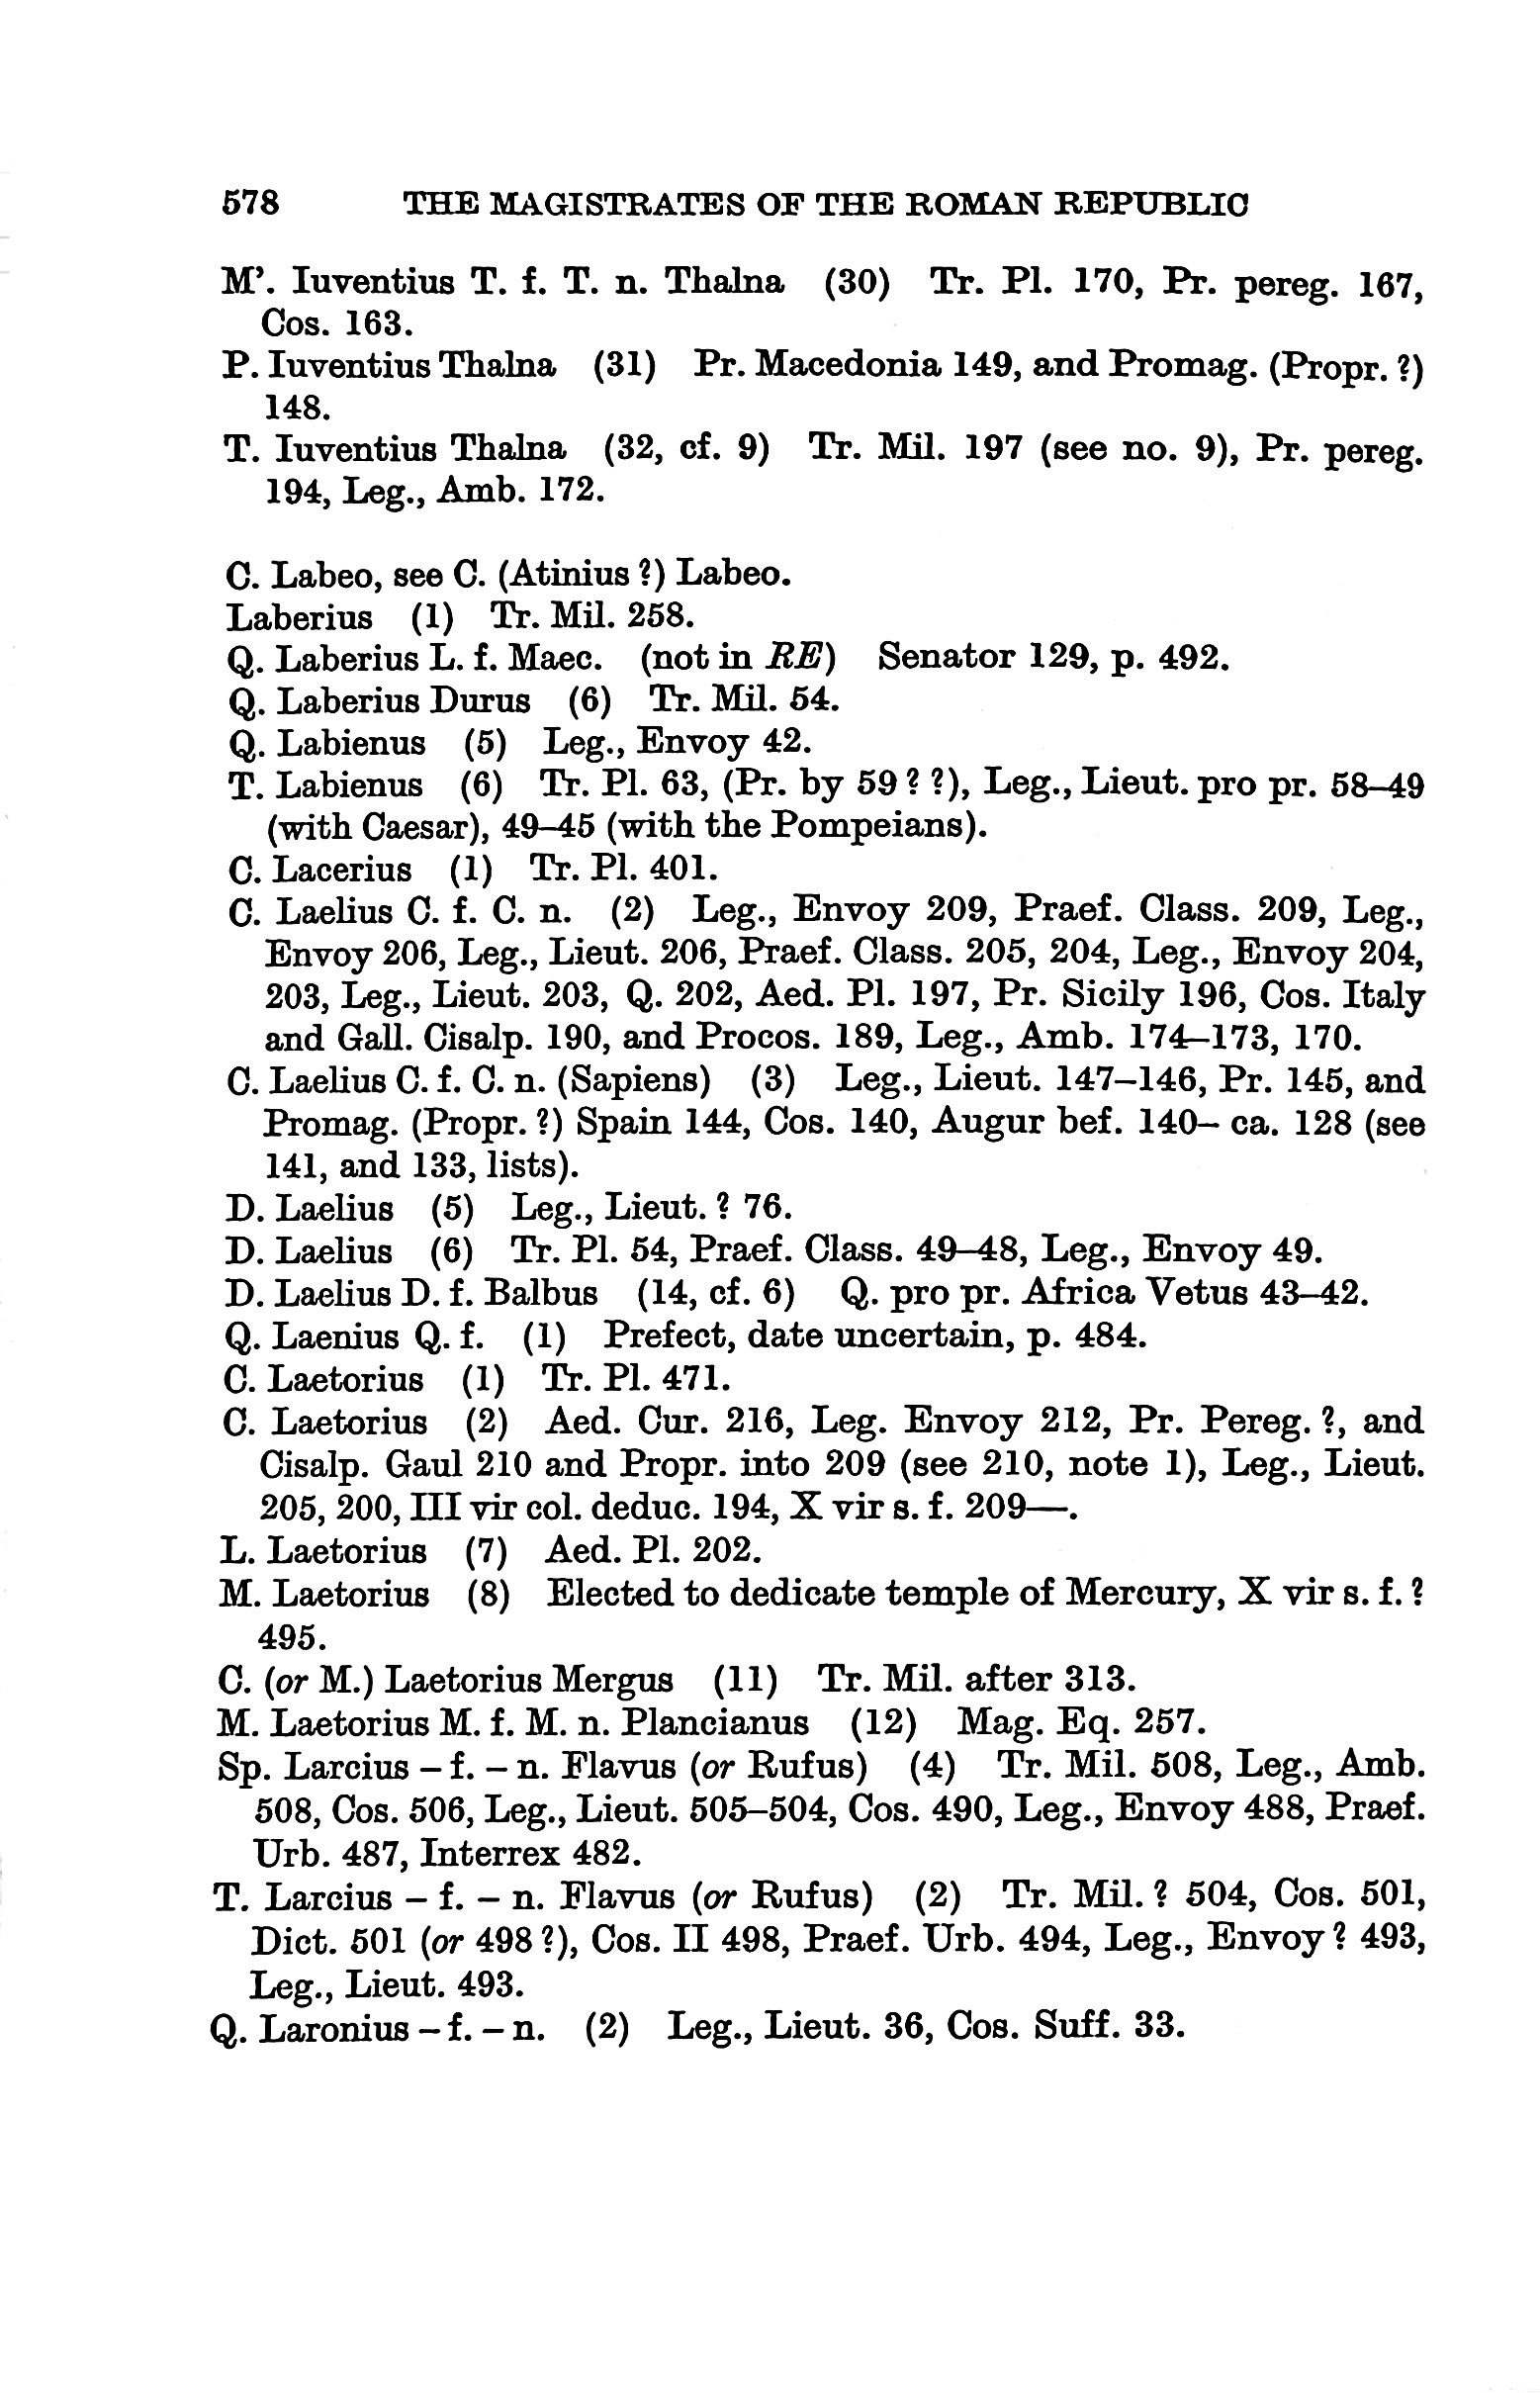 578 THE MAGISTRATES OF THE ROMAN REPUBLIC
M’. Iuventius T. f. T. n. Thalna (30) Tr. Pl. 170, Pr. pereg. 167,
Cos. 163.
P. Iuventius Thalna (31) Pr. Macedonia 149, and Promag. (Propr. ?)
148.
T. Iuventius Thalna (32, cf. 9) Tr. Mil. 197 (see no. 9), Pr. pereg.
194, Leg., Amb. 172.
C. Labeo, see C. (Atinius ?) Labeo.
Laberius (1) Tr. Mil. 258.
Q. Laberius L. f. Maec. (not in RE) Senator 129, p. 492.
Q. Laberius Durus (6) Tr. Mil. 54.
Q. Labienus (5) Leg., Envoy 42.
T. Labienus (6) Tr. Pl. 63, (Pr. by 59 ? ?), Leg., Lieut. pro pr. 58–49
(with Caesar), 49–45 (with the Pompeians).
C. Lacerius (1) Tr. Pl. 401.
C. Laelius C. f. C. n. (2) Leg., Envoy 209, Praef. Class. 209, Leg.,
Envoy 206, Leg., Lieut. 206, Praef. Class. 205, 204, Leg., Envoy 204,
203, Leg., Lieut. 203, Q. 202, Aed. Pl. 197, Pr. Sicily 196, Cos. Italy
and Gall. Cisalp. 190, and Procos. 189, Leg., Amb. 174–173, 170.
C. Laelius C. f. C. n. (Sapiens) (3) Leg., Lieut. 147–146, Pr. 145, and
Promag. (Propr. ?) Spain 144, Cos. 140, Augur bef. 140– ca. 128 (see
141, and 133, lists).
D. Laelius (5) Leg., Lieut. ? 76.
D. Laelius (6) Tr. Pl. 54, Praef. Class. 49–48, Leg., Envoy 49.
D. Laelius D. f. Balbus (14, cf. 6) Q. pro pr. Africa Vetus 43–42.
Q. Laenius Q. f. (1) Prefect, date uncertain, p. 484.
C. Laetorius (1) Tr. Pl. 471.
C. Laetorius (2) Aed. Cur. 216, Leg. Envoy 212, Pr. Pereg. ?, and
Cisalp. Gaul 210 and Propr. into 209 (see 210, note 1), Leg., Lieut.
205, 200, III vir col. deduc. 194, X vir s. f. 209—.
L. Laetorius (7) Aed. Pl. 202.
M. Laetorius (8) Elected to dedicate temple of Mercury, X vir s. f. ?
495.
C. (or M.) Laetorius Mergus (11) Tr. Mil. after 313.
M. Laetorius M. f. M. n. Plancianus (12) Mag. Eq. 257.
Sp. Larcius – f. – n. Flavus (or Rufus) (4) Tr. Mil. 508, Leg., Amb.
508, Cos. 506, Leg., Lieut. 505–504, Cos. 490, Leg., Envoy 488, Praef.
Urb. 487, Interrex 482.
T. Larcius – f. – n. Flavus (or Rufus) (2) Tr. Mil. ? 504, Cos. 501,
Dict. 501 (or 498 ?), Cos. II 498, Praef. Urb. 494, Leg., Envoy ? 493,
Leg., Lieut. 493.
Q. Laronius – f. – n. (2) Leg., Lieut. 36, Cos. Suff. 33.